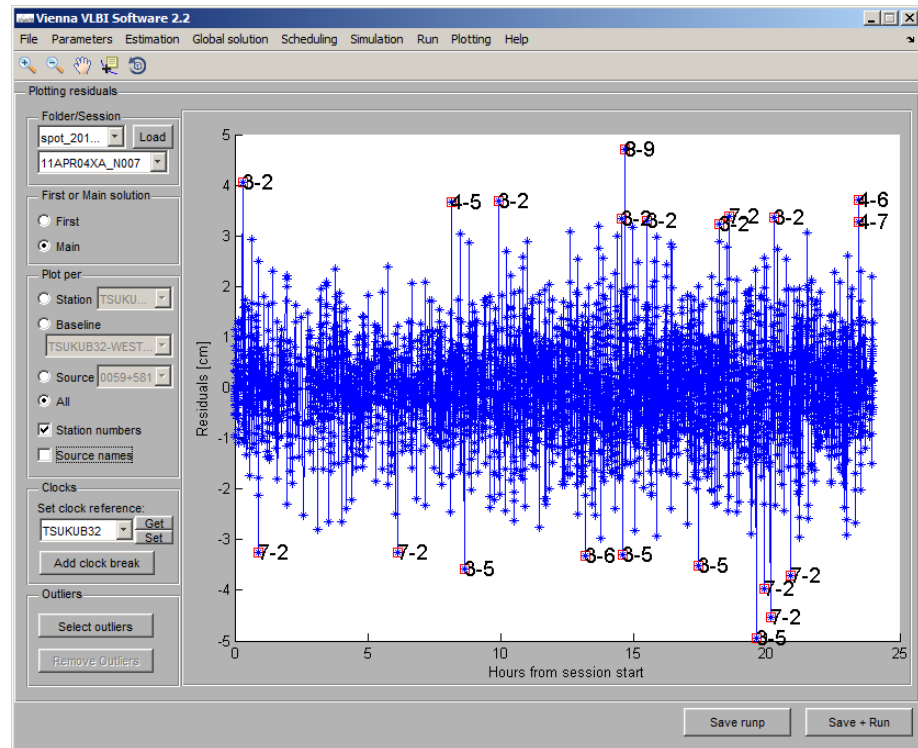 Vienna VLBI Software 2.2
File Parameters Estimation Global solution Scheduling Simulation Run Plotting Help
Plotting residuals
Folder/Session
spot_201...
Load
11APR04XA_N007
First or Main solution
First
Main
Plot per
Station
TSUKU...
Baseline
TSUKUB32-WEST...
Source
0059+581
All
Station numbers
Source names
Clocks
Set clock reference:
TSUKUB32
Get
Set
Add clock break
Outliers
Select outliers
Remove Outliers
Residuals [cm]
5
4
3
2
1
0
-1
-2
-3
-4
-5
3-2
4-5
3-2
8-9
3-2
3-2
3-2
7-2
3-2
4-6
4-7
7-2
7-2
3-5
3-6
3-5
3-5
7-2
7-2
7-2
3-5
0 5 10 15 20 25
Hours from session start
Save runp
Save + Run